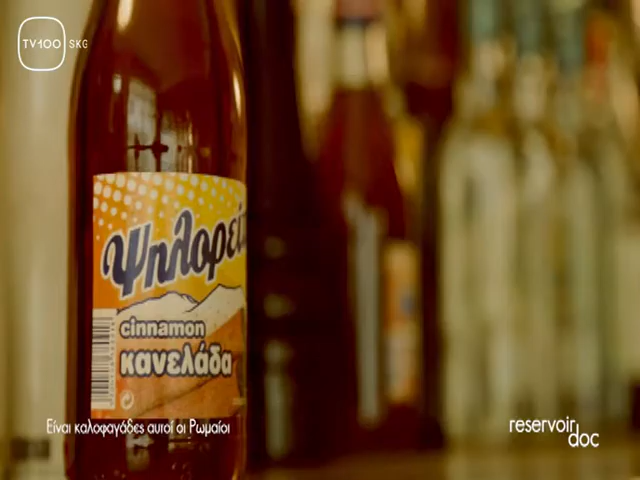 TV100 SKG
Ψηλορεί
cinnamon
κανελάδα
Είναι καλοφαγάδες αυτοί οι Ρωμαίοι
reservoir
doc